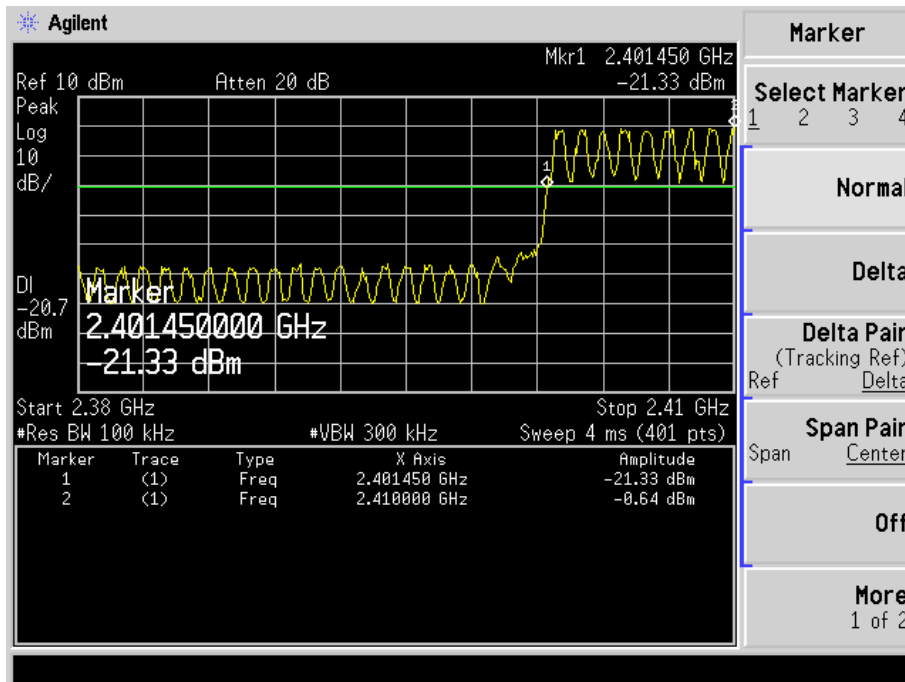 Agilent
Marker
Mkr1 2.401450 GHz
Ref 10 dBm Atten 20 dB -21.33 dBm
Peak
Log
10
dB/
1
DI
-20.7
dBm
Marker
2.401450000 GHz
-21.33 dBm
Start 2.38 GHz Stop 2.41 GHz
#Res BW 100 kHz #VBW 300 kHz Sweep 4 ms (401 pts)
Marker Trace Type X Axis Amplitude
1 (1) Freq 2.401450 GHz -21.33 dBm
2 (1) Freq 2.410000 GHz -0.64 dBm
Select Marker
1 2 3 4
Normal
Delta
Delta Pair
(Tracking Ref)
Ref Delta
Span Pair
Span Center
Off
More
1 of 2